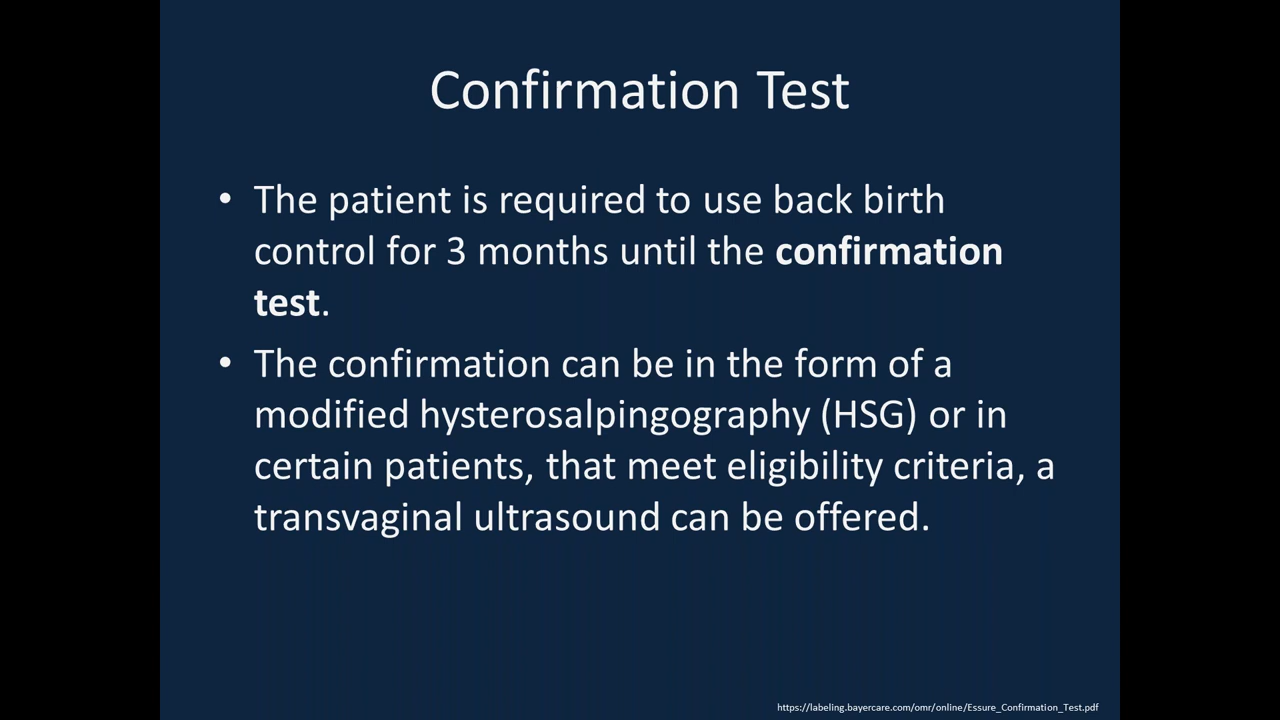 Confirmation Test
• The patient is required to use back birth
control for 3 months until the confirmation
test.
• The confirmation can be in the form of a
modified hysterosalpingography (HSG) or in
certain patients, that meet eligibility criteria, a
transvaginal ultrasound can be offered.
https://labeling.bayercare.com/omr/online/Essure_Confirmation_Test.pdf